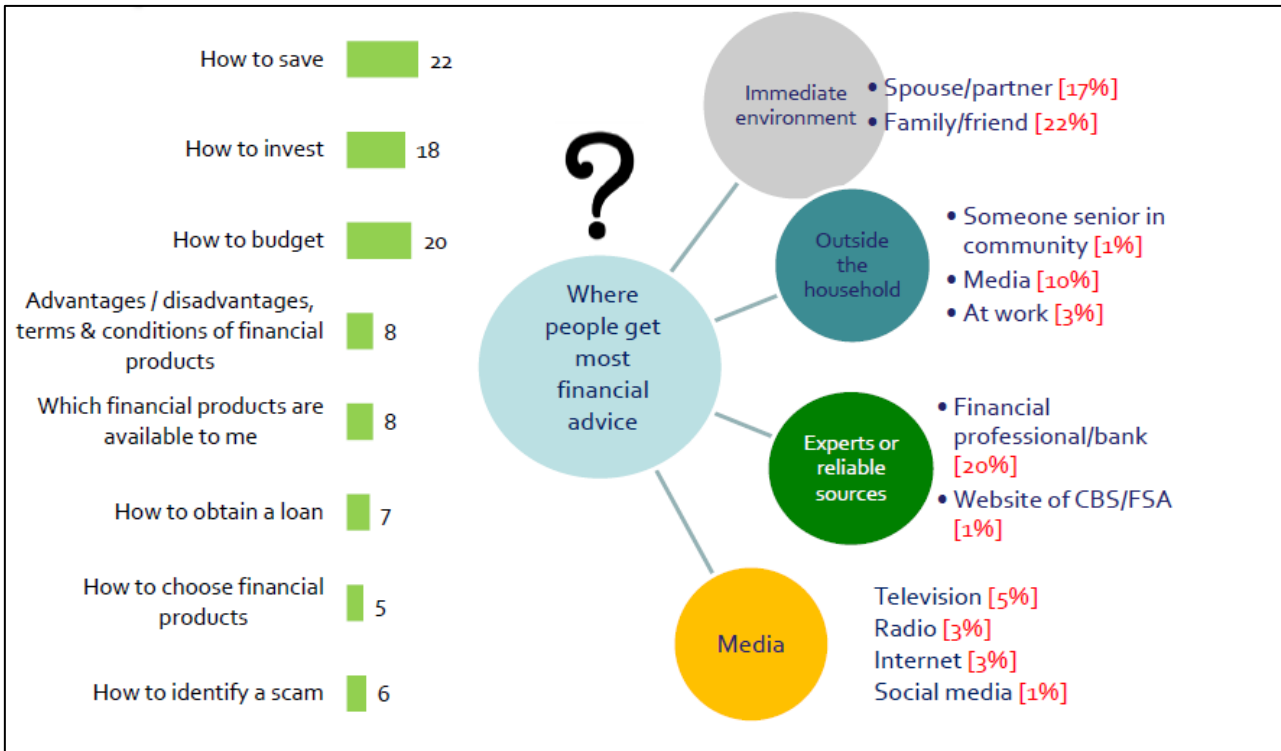 How to save
22
How to invest
18
How to budget
20
Advantages / disadvantages,
terms & conditions of financial
products
8
Which financial products are
available to me
8
How to obtain a loan
7
How to choose financial
products
5
How to identify a scam
6
?
Where
people get
most
financial
advice
Immediate
environment
• Spouse/partner [17%]
• Family/friend [22%]
Outside
the
household
• Someone senior in
community [1%]
• Media [10%]
• At work [3%]
Experts or
reliable
sources
• Financial
professional/bank
[20%]
• Website of CBS/FSA
[1%]
Media
Television [5%]
Radio [3%]
Internet [3%]
Social media [1%]